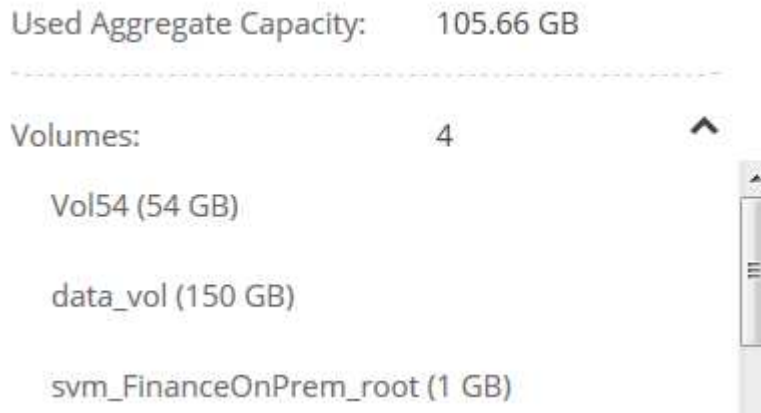 Used Aggregate Capacity: 105.66 GB
Volumes: 4
Vol54 (54 GB)
data_vol (150 GB)
svm_FinanceOnPrem_root (1 GB)